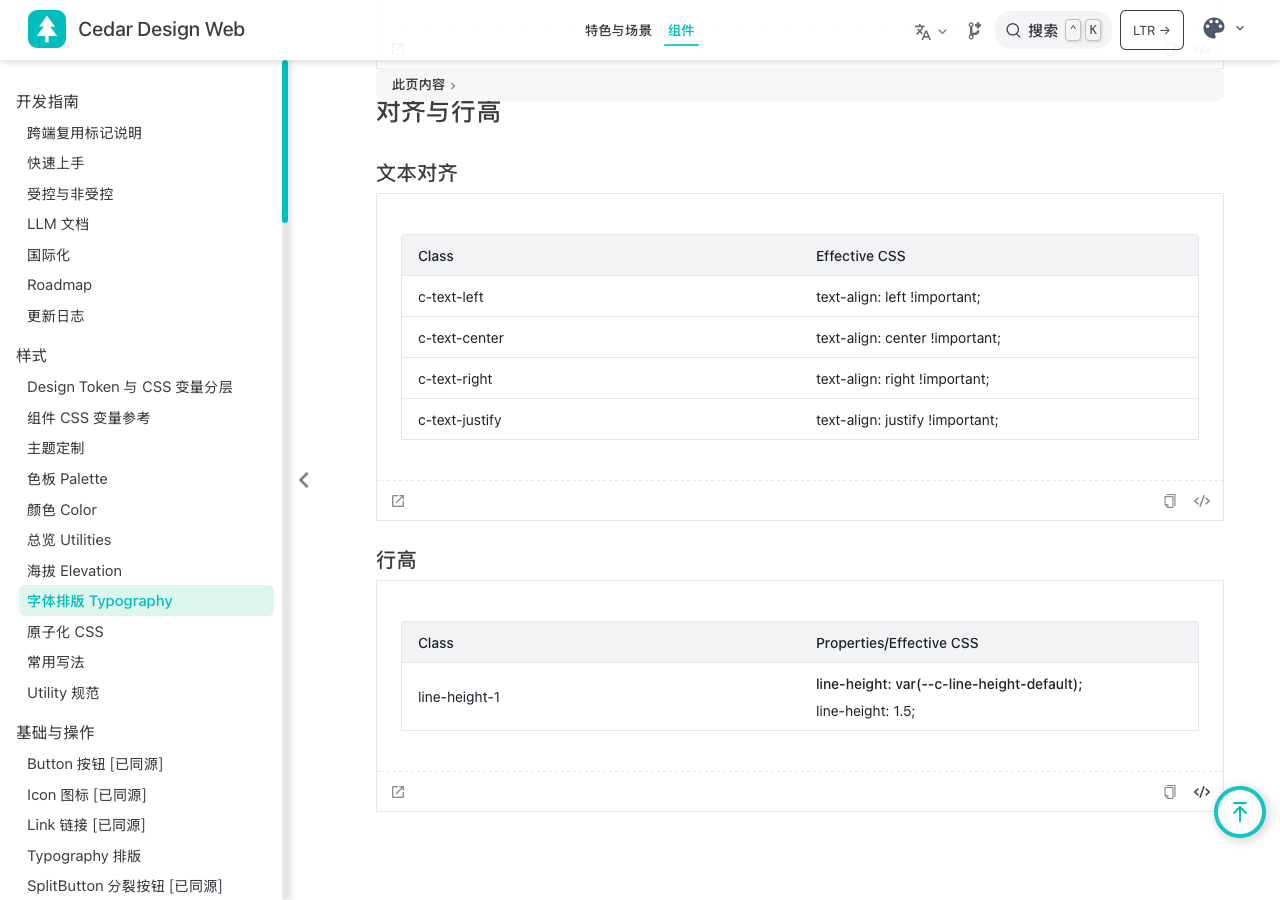 Cedar Design Web
特色与场景
组件
搜索
^
K
LTR →
开发指南
跨端复用标记说明
快速上手
受控与非受控
LLM 文档
国际化
Roadmap
更新日志
样式
Design Token 与 CSS 变量分层
组件 CSS 变量参考
主题定制
色板 Palette
颜色 Color
总览 Utilities
海拔 Elevation
字体排版 Typography
原子化 CSS
常用写法
Utility 规范
基础与操作
Button 按钮 [已同源]
Icon 图标 [已同源]
Link 链接 [已同源]
Typography 排版
SplitButton 分裂按钮 [已同源]
此页内容 ›
对齐与行高
文本对齐
Class Effective CSS
c-text-left text-align: left !important;
c-text-center text-align: center !important;
c-text-right text-align: right !important;
c-text-justify text-align: justify !important;
行高
Class Properties/Effective CSS
line-height-1 line-height: var(--c-line-height-default);
line-height: 1.5;